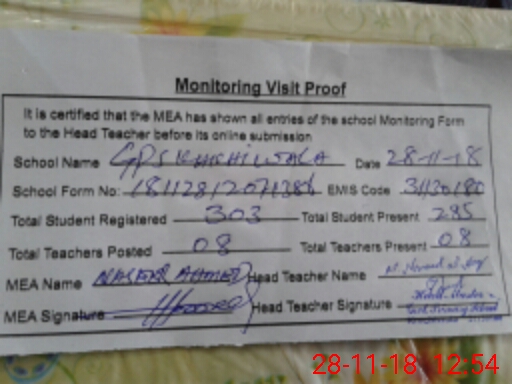 Monitoring Visit Proof
It is certified that the MEA has shown all entries of the school Monitoring Form
to the Head Teacher before its online submission
School Name GPS KHICHIWALA Date 28-11-18
School Form No: EMIS Code 31130180
Total Student Registered 303 Total Student Present 285
Total Teachers Posted 08 Total Teachers Present 08
MEA Name NASEER AHMED Head Teacher Name
MEA Signature Head Teacher Signature
28-11-18 12:54